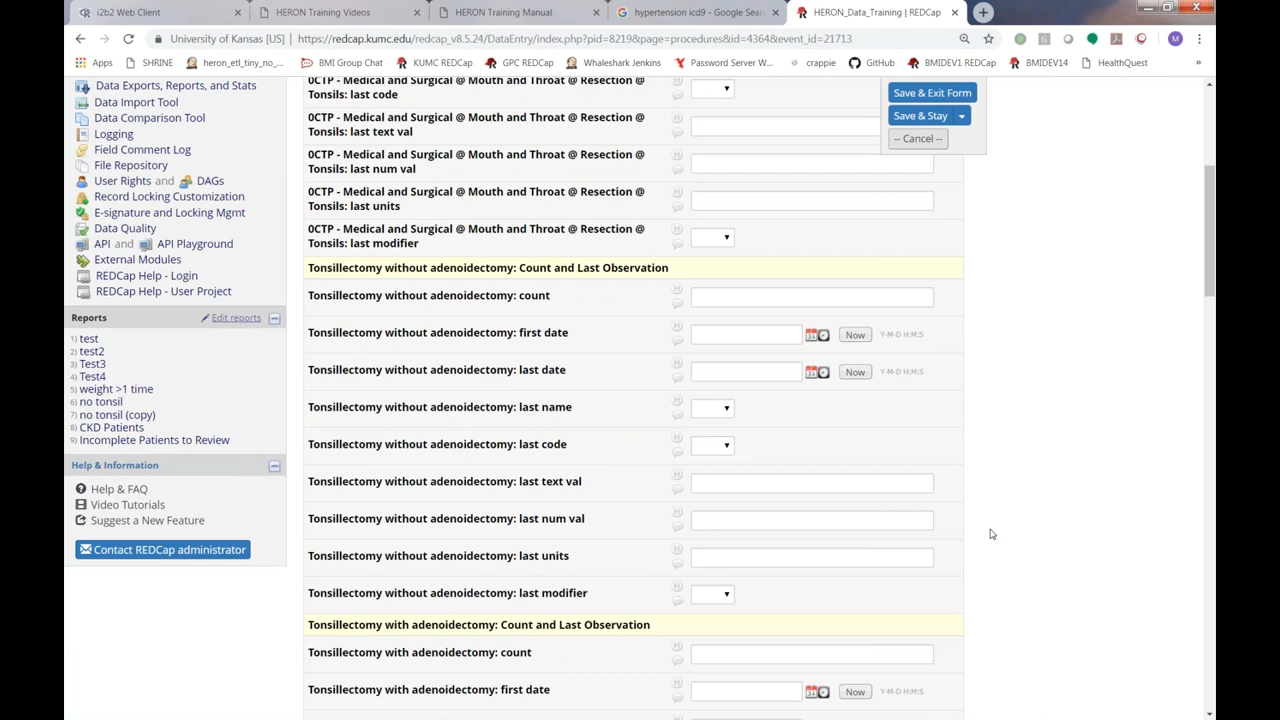 i2b2 Web Client
HERON Training Videos
HERON Training Manual
hypertension icd9 - Google Sear
HERON_Data_Training | REDCap
University of Kansas [US] | https://redcap.kumc.edu/redcap_v8.5.24/DataEntry/index.php?pid=8219&page=procedures&id=4364&event_id=21713
M
Apps SHRINE heron_etl_tiny_no_... BMI Group Chat KUMC REDCap GPC REDCap Whaleshark Jenkins Password Server W... crappie GitHub BMIDEV1 REDCap BMIDEV14 HealthQuest »
Data Exports, Reports, and Stats
Data Import Tool
Data Comparison Tool
Logging
Field Comment Log
File Repository
User Rights and DAGs
Record Locking Customization
E-signature and Locking Mgmt
Data Quality
API and API Playground
External Modules
REDCap Help - Login
REDCap Help - User Project
Reports Edit reports
1) test
2) test2
3) Test3
4) Test4
5) weight >1 time
6) no tonsil
7) no tonsil (copy)
8) CKD Patients
9) Incomplete Patients to Review
Help & Information
Help & FAQ
Video Tutorials
Suggest a New Feature
Contact REDCap administrator
0CTP - Medical and Surgical @ Mouth and Throat @ Resection @
Tonsils: last code
0CTP - Medical and Surgical @ Mouth and Throat @ Resection @
Tonsils: last text val
0CTP - Medical and Surgical @ Mouth and Throat @ Resection @
Tonsils: last num val
0CTP - Medical and Surgical @ Mouth and Throat @ Resection @
Tonsils: last units
0CTP - Medical and Surgical @ Mouth and Throat @ Resection @
Tonsils: last modifier
Tonsillectomy without adenoidectomy: Count and Last Observation
Tonsillectomy without adenoidectomy: count
Tonsillectomy without adenoidectomy: first date Now Y-M-D H:M:S
Tonsillectomy without adenoidectomy: last date Now Y-M-D H:M:S
Tonsillectomy without adenoidectomy: last name
Tonsillectomy without adenoidectomy: last code
Tonsillectomy without adenoidectomy: last text val
Tonsillectomy without adenoidectomy: last num val
Tonsillectomy without adenoidectomy: last units
Tonsillectomy without adenoidectomy: last modifier
Tonsillectomy with adenoidectomy: Count and Last Observation
Tonsillectomy with adenoidectomy: count
Tonsillectomy with adenoidectomy: first date Now Y-M-D H:M:S
Save & Exit Form
Save & Stay
-- Cancel --